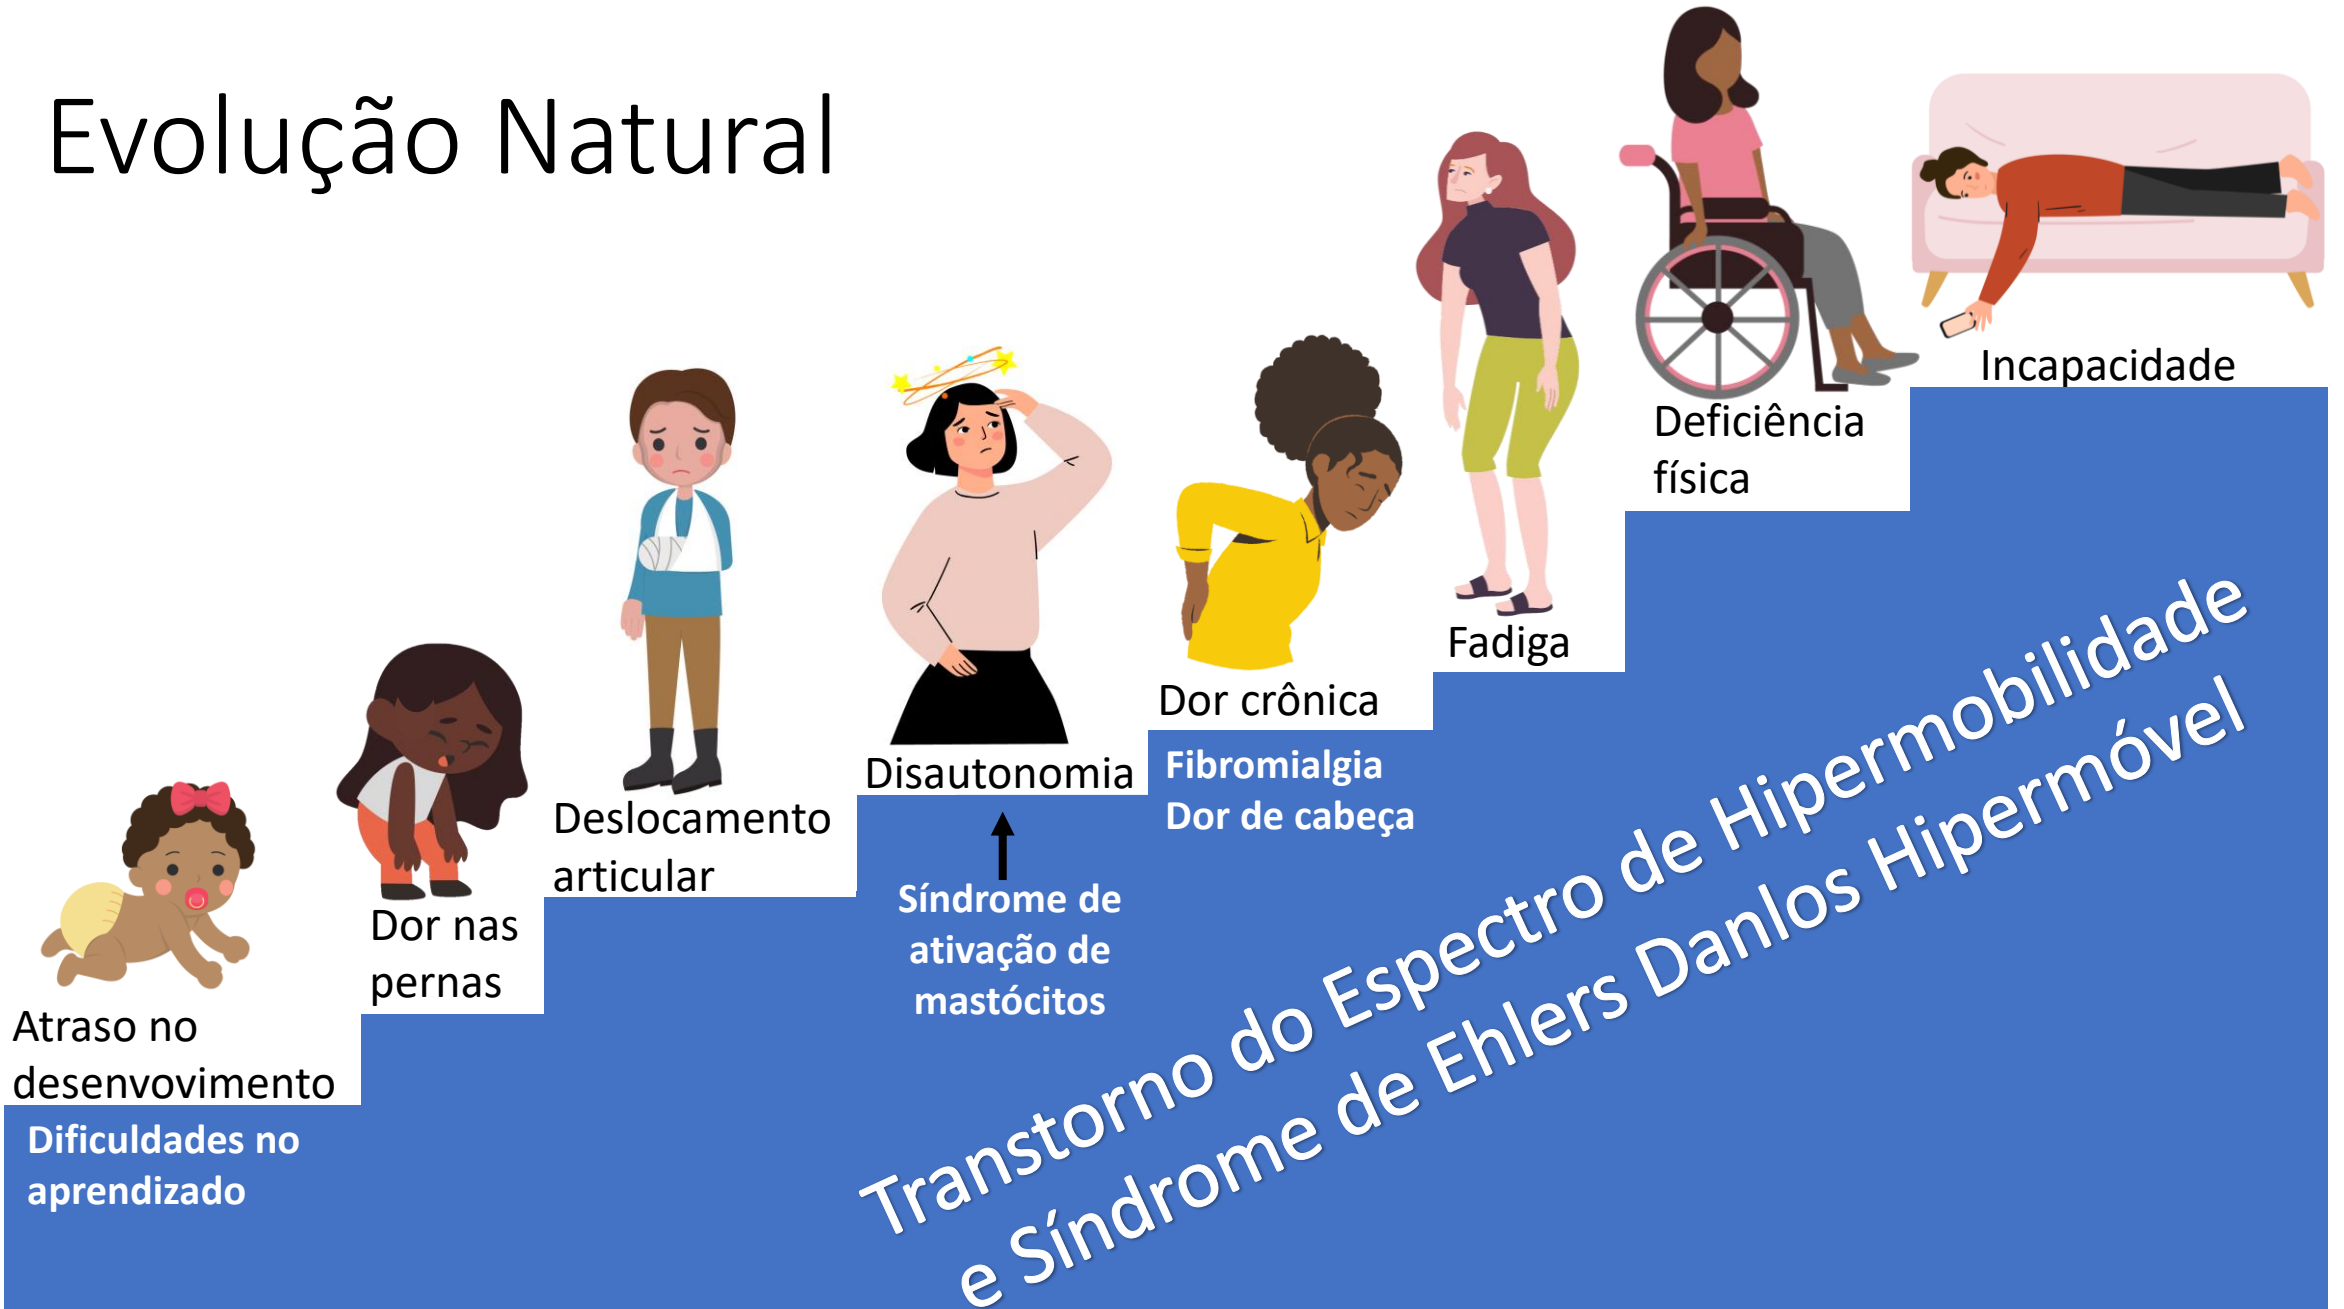 Evolução Natural
Atraso no
desenvovimento
Dificuldades no
aprendizado
Dor nas
pernas
Deslocamento
articular
Disautonomia
Síndrome de
ativação de
mastócitos
Dor crônica
Fibromialgia
Dor de cabeça
Fadiga
Deficiência
física
Incapacidade
Transtorno do Espectro de Hipermobilidade
e Síndrome de Ehlers Danlos Hipermóvel